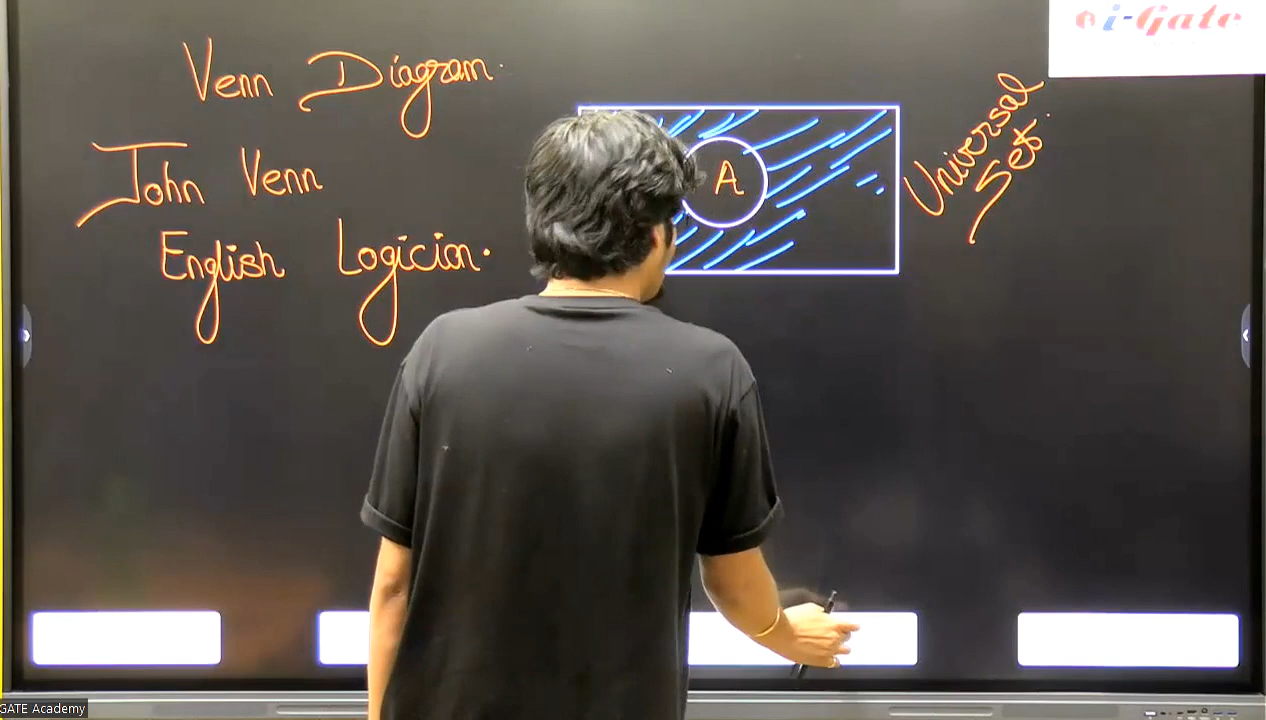 i-Gate
Venn Diagram.
John Venn
English Logician.
A
Universal
Set.
GATE Academy